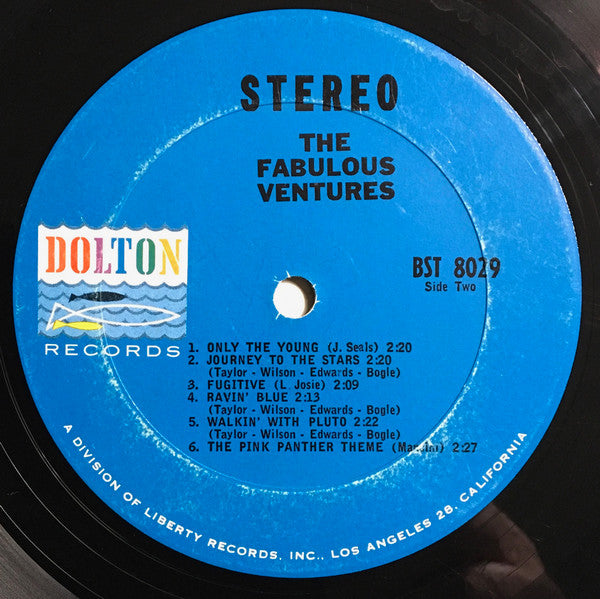 STEREO
THE
FABULOUS
VENTURES
DOLTON
RECORDS
BST 8029
Side Two
1. ONLY THE YOUNG (J. Seals) 2:20
2. JOURNEY TO THE STARS 2:20
(Taylor - Wilson - Edwards - Bogle)
3. FUGITIVE (L. Josie) 2:09
4. RAVIN' BLUE 2:13
(Taylor - Wilson - Edwards - Bogle)
5. WALKIN' WITH PLUTO 2:22
(Taylor - Wilson - Edwards - Bogle)
6. THE PINK PANTHER THEME (Mancini) 2:27
A DIVISION OF LIBERTY RECORDS, INC., LOS ANGELES 28, CALIFORNIA